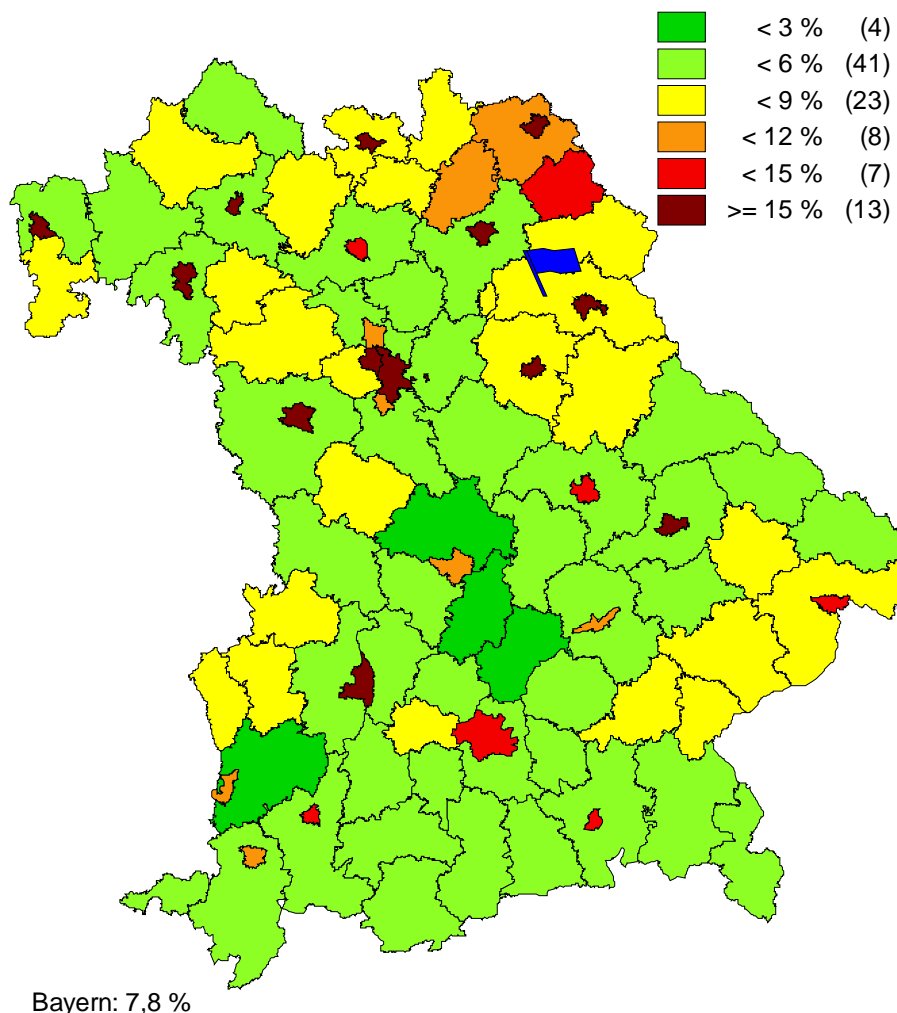 < 3 % (4)
< 6 % (41)
< 9 % (23)
< 12 % (8)
< 15 % (7)
>= 15 % (13)
Bayern: 7,8 %